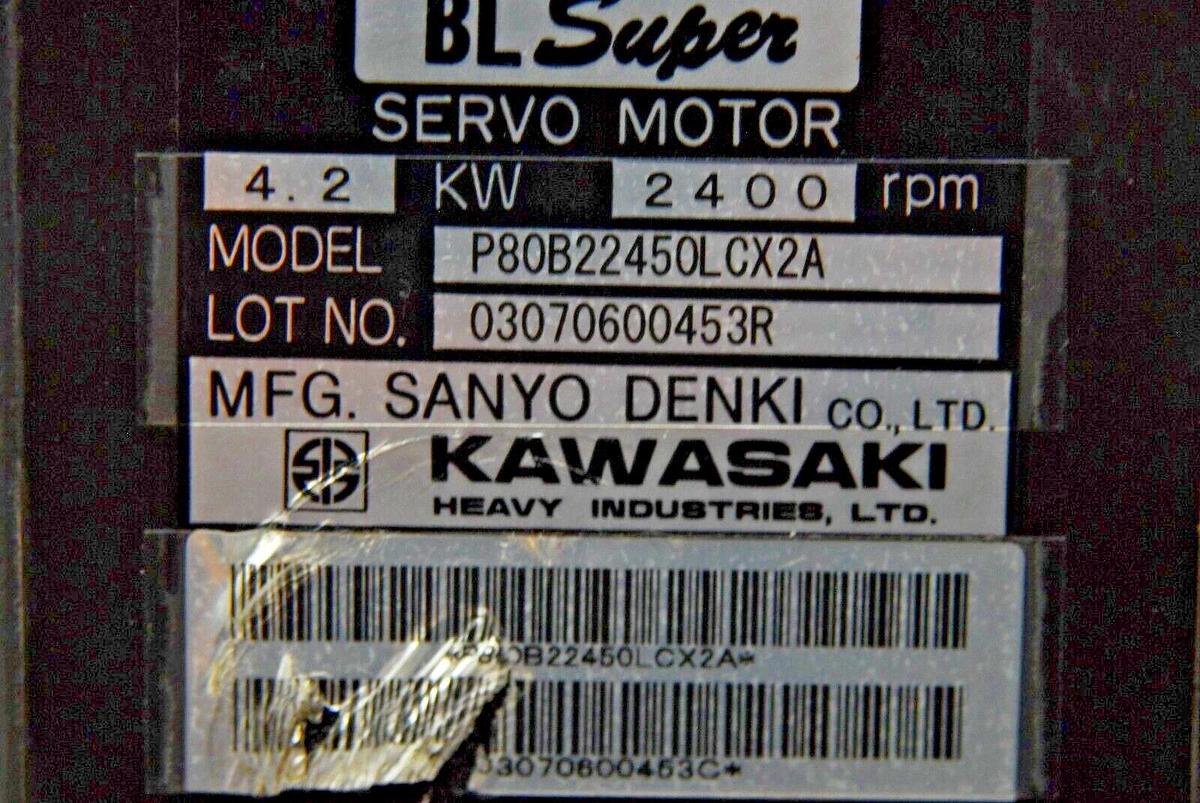 BL Super
SERVO MOTOR
4.2 KW 2400 rpm
MODEL P80B22450LCX2A
LOT NO. 03070600453R
MFG. SANYO DENKI CO., LTD.
KAWASAKI
HEAVY INDUSTRIES, LTD.
*P80B22450LCX2A*
03070600453C*